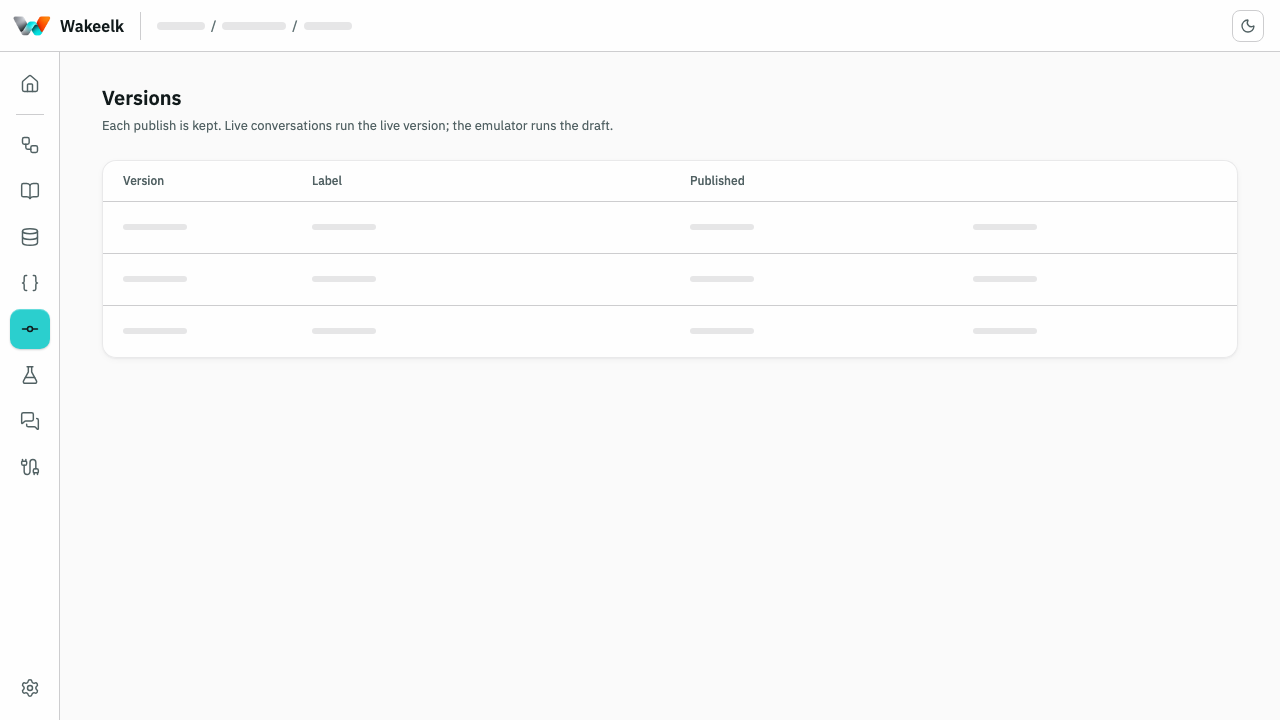 Wakeelk / /
Versions
Each publish is kept. Live conversations run the live version; the emulator runs the draft.
Version Label Published